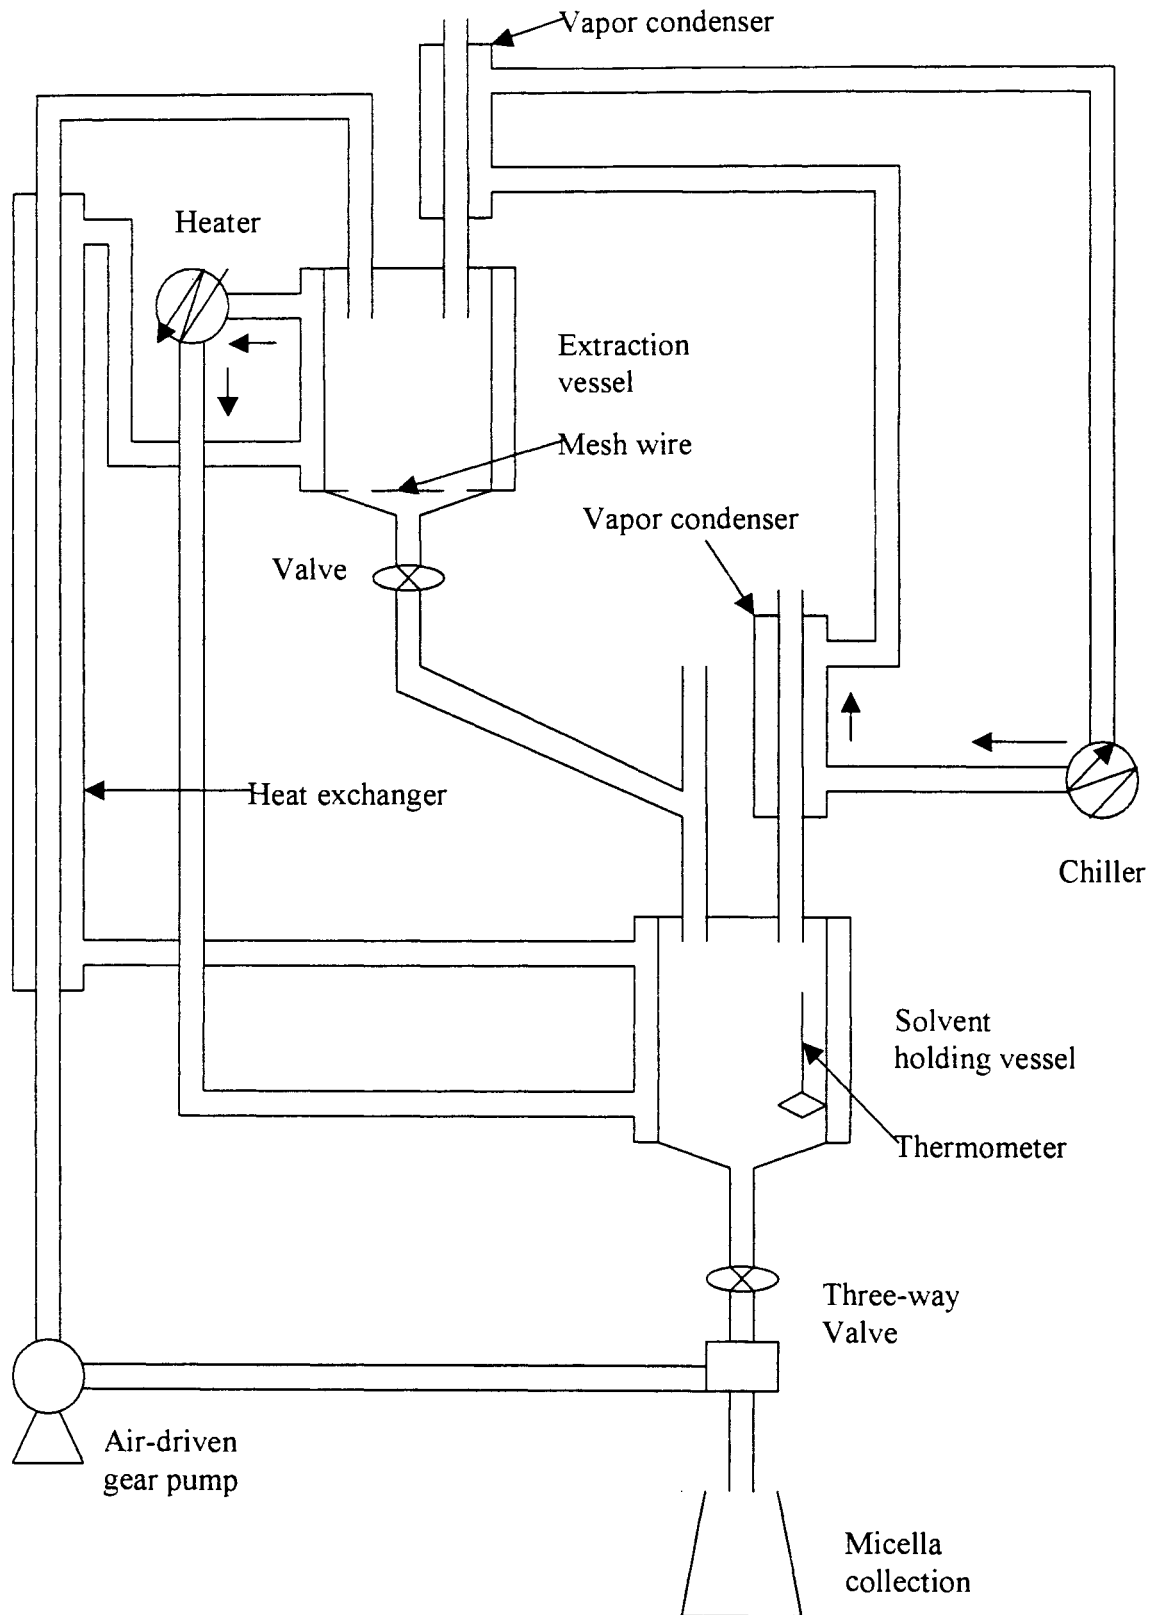 Vapor condenser
Heater
Extraction
vessel
Mesh wire
Vapor condenser
Valve
Heat exchanger
Chiller
Solvent
holding vessel
Thermometer
Three-way
Valve
Air-driven
gear pump
Micella
collection